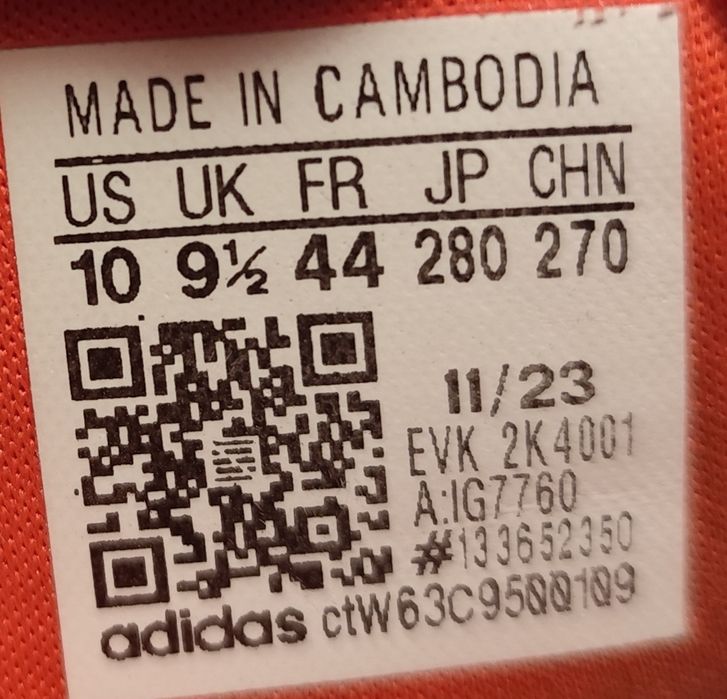 MADE IN CAMBODIA
US UK FR JP CHN
10 9½ 44 280 270
11/23
EVK 2K4001
A:IG7760
#133652350
adidas ctW63C9500109